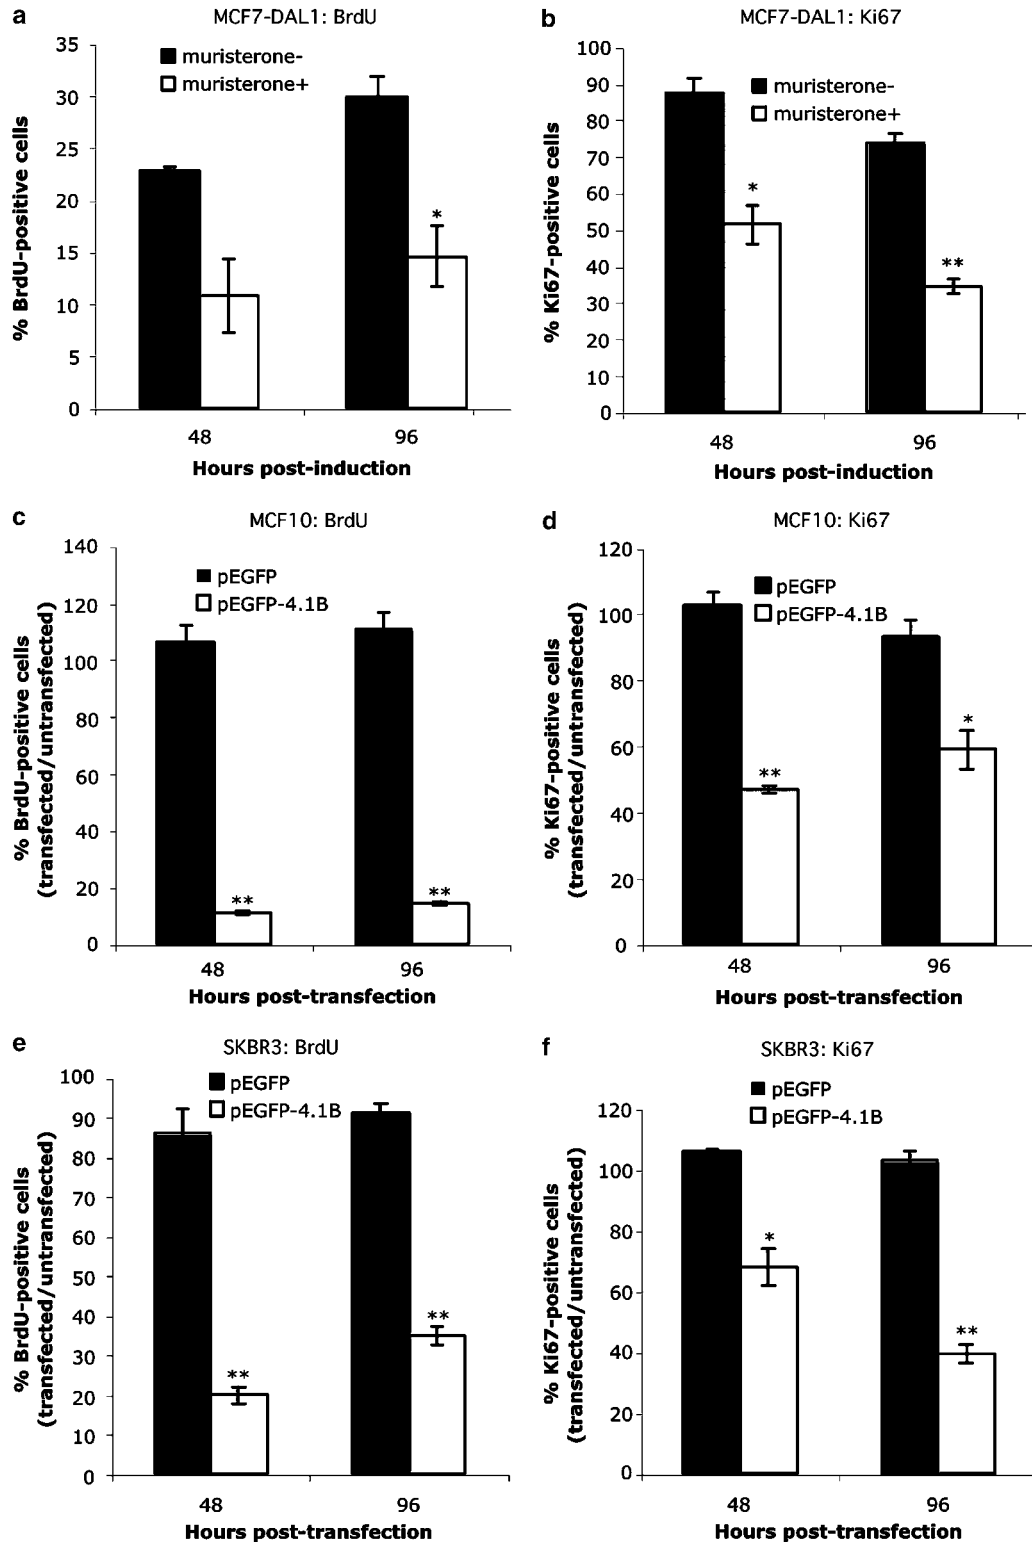 a
MCF7-DAL1: BrdU
muristerone-
muristerone+
% BrdU-positive cells
35
30
25
20
15
10
5
0
*
48
96
Hours post-induction
b
MCF7-DAL1: Ki67
muristerone-
muristerone+
% Ki67-positive cells
100
90
80
70
60
50
40
30
20
10
0
*
**
48
96
Hours post-induction
c
MCF10: BrdU
pEGFP
pEGFP-4.1B
% BrdU-positive cells
(transfected/untransfected)
140
120
100
80
60
40
20
0
**
**
48
96
Hours post-transfection
d
MCF10: Ki67
pEGFP
pEGFP-4.1B
% Ki67-positive cells
(transfected/untransfected)
120
100
80
60
40
20
0
**
*
48
96
Hours post-transfection
e
SKBR3: BrdU
pEGFP
pEGFP-4.1B
% BrdU-positive cells
(transfected/untransfected)
100
90
80
70
60
50
40
30
20
10
0
**
**
48
96
Hours post-transfection
f
SKBR3: Ki67
pEGFP
pEGFP-4.1B
% Ki67-positive cells
(transfected/untransfected)
120
100
80
60
40
20
0
*
**
48
96
Hours post-transfection